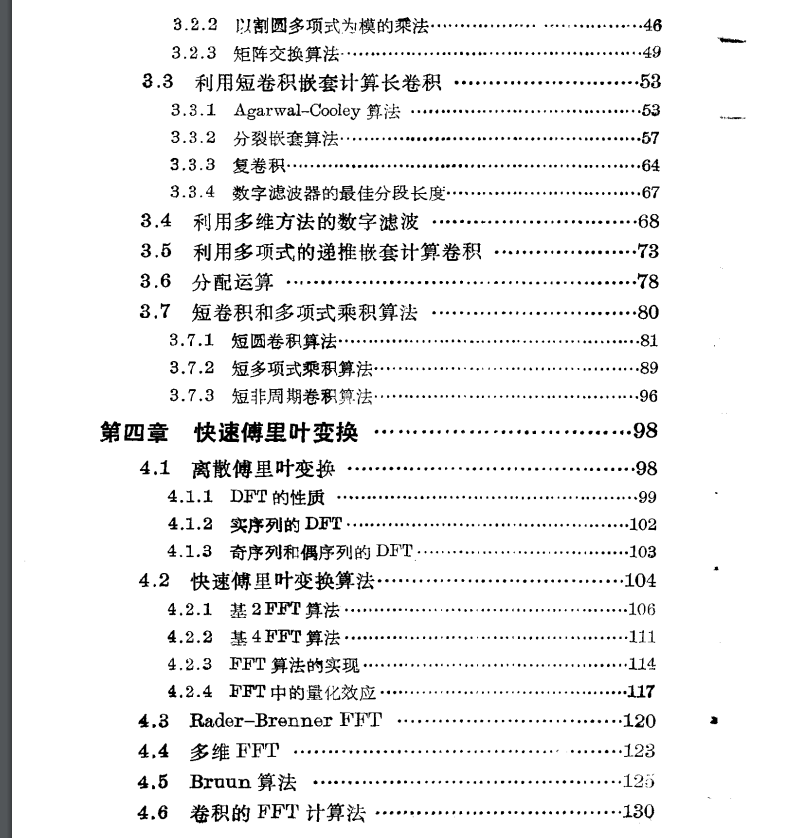 3.2.2 以割圆多项式为模的乘法……46
3.2.3 矩阵交换算法……49
3.3 利用短卷积嵌套计算长卷积……53
3.3.1 Agarwal-Cooley 算法……53
3.3.2 分裂嵌套算法……57
3.3.3 复卷积……64
3.3.4 数字滤波器的最佳分段长度……67
3.4 利用多维方法的数字滤波……68
3.5 利用多项式的递推嵌套计算卷积……73
3.6 分配运算……78
3.7 短卷积和多项式乘积算法……80
3.7.1 短圆卷积算法……81
3.7.2 短多项式乘积算法……89
3.7.3 短非周期卷积算法……96
第四章 快速傅里叶变换……98
4.1 离散傅里叶变换……98
4.1.1 DFT 的性质……99
4.1.2 实序列的 DFT……102
4.1.3 奇序列和偶序列的 DFT……103
4.2 快速傅里叶变换算法……104
4.2.1 基 2 FFT 算法……106
4.2.2 基 4 FFT 算法……111
4.2.3 FFT 算法的实现……114
4.2.4 FFT 中的量化效应……117
4.3 Rader-Brenner FFT……120
4.4 多维 FFT……123
4.5 Bruun 算法……125
4.6 卷积的 FFT 计算法……130